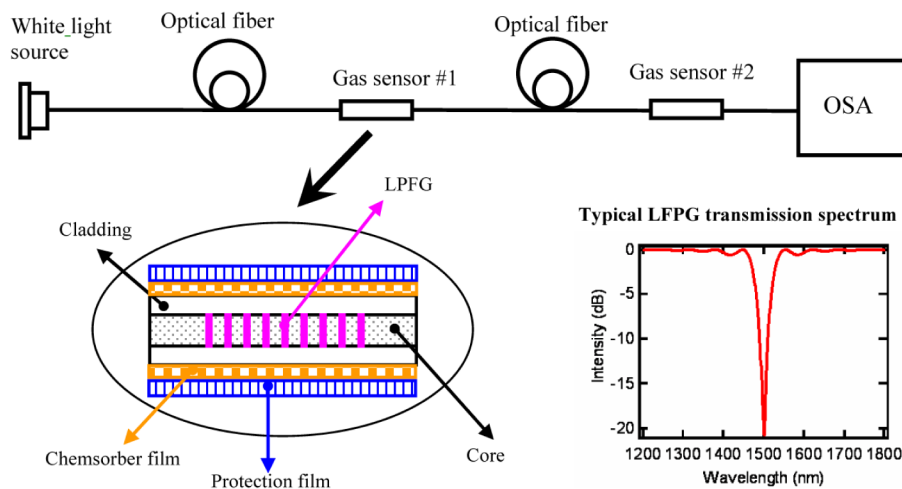 White light
source
Optical fiber
Gas sensor #1
Optical fiber
Gas sensor #2
OSA
LPFG
Cladding
Chemsorber film
Protection film
Core
Typical LFPG transmission spectrum
Intensity (dB)
0
-5
-10
-15
-20
1200 1300 1400 1500 1600 1700 1800
Wavelength (nm)